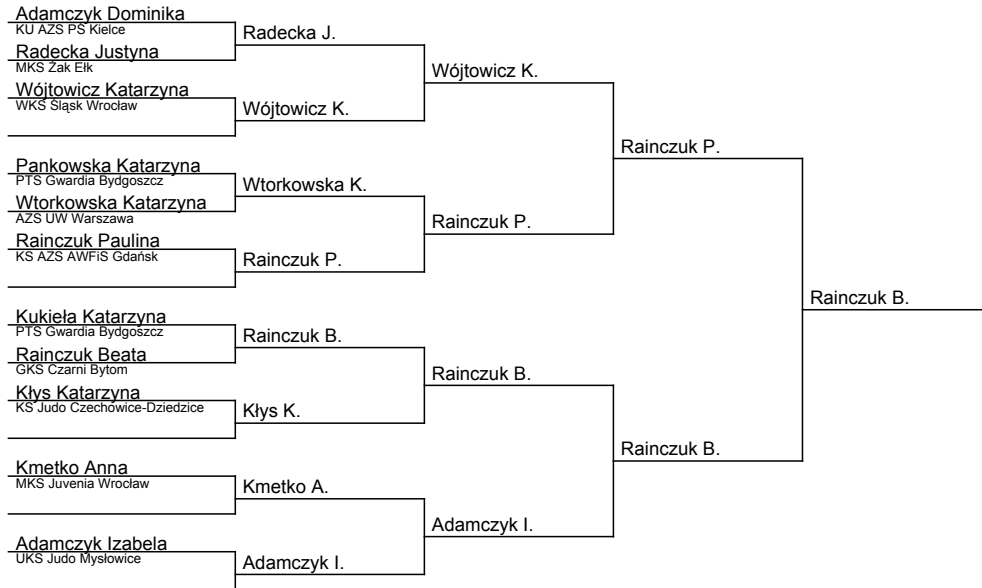 Adamczyk Dominika
KU AZS PŚ Kielce
Radecka Justyna
MKS Żak Ełk
Wójtowicz Katarzyna
WKS Śląsk Wrocław
Pankowska Katarzyna
PTS Gwardia Bydgoszcz
Wtorkowska Katarzyna
AZS UW Warszawa
Rainczuk Paulina
KS AZS AWFiS Gdańsk
Kukieła Katarzyna
PTS Gwardia Bydgoszcz
Rainczuk Beata
GKS Czarni Bytom
Kłys Katarzyna
KS Judo Czechowice-Dziedzice
Kmetko Anna
MKS Juvenia Wrocław
Adamczyk Izabela
UKS Judo Mysłowice
Radecka J.
Wójtowicz K.
Wtorkowska K.
Rainczuk P.
Rainczuk B.
Kłys K.
Kmetko A.
Adamczyk I.
Wójtowicz K.
Rainczuk P.
Rainczuk B.
Adamczyk I.
Rainczuk P.
Rainczuk B.
Rainczuk B.